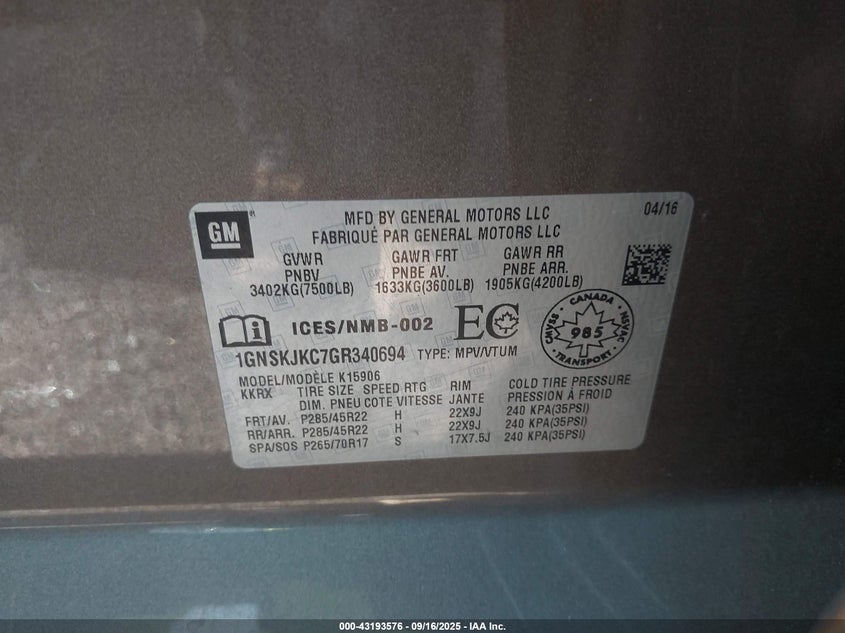 GM ®
MFD BY GENERAL MOTORS LLC
04/16
FABRIQUÉ PAR GENERAL MOTORS LLC
GVWR GAWR FRT GAWR RR
PNBV PNBE AV. PNBE ARR.
3402KG(7500LB) 1633KG(3600LB) 1905KG(4200LB)
ICES/NMB-002 EC
CMVSS - CANADA - NSVAC
985
TRANSPORT
1GNSKJKC7GR340694 TYPE: MPV/VTUM
MODEL/MODÈLE K15906
KKRX TIRE SIZE SPEED RTG RIM COLD TIRE PRESSURE
DIM. PNEU COTE VITESSE JANTE PRESSION À FROID
FRT/AV. P285/45R22 H 22X9J 240 KPA(35PSI)
RR/ARR. P285/45R22 H 22X9J 240 KPA(35PSI)
SPA/SOS P265/70R17 S 17X7.5J 240 KPA(35PSI)
000-43193576 - 09/16/2025 - IAA Inc.